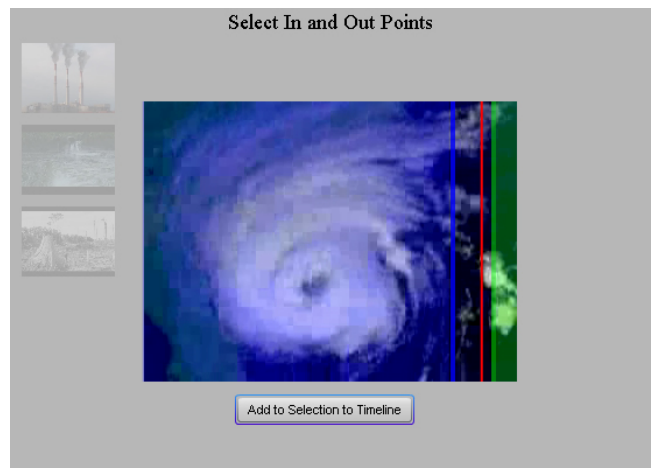 Select In and Out Points
Add to Selection to Timeline